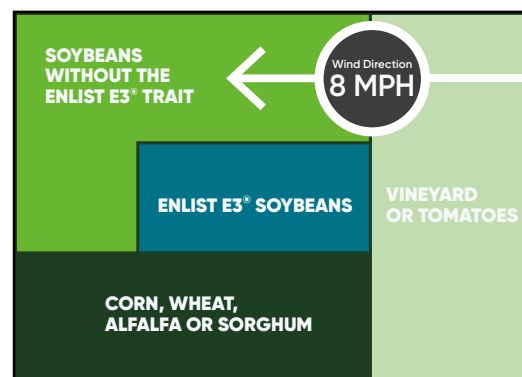 SOYBEANS
WITHOUT THE
ENLIST E3® TRAIT
Wind Direction
8 MPH
ENLIST E3® SOYBEANS
VINEYARD
OR TOMATOES
CORN, WHEAT,
ALFALFA OR SORGHUM